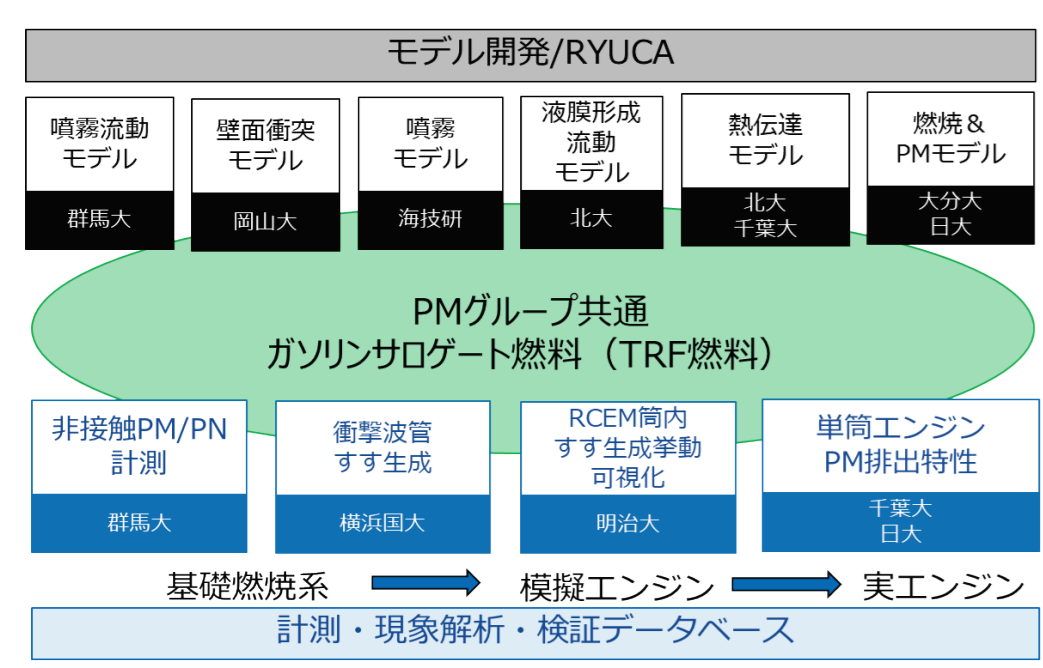 モデル開発/RYUCA
噴霧流動
モデル
群馬大
壁面衝突
モデル
岡山大
噴霧
モデル
海技研
液膜形成
流動
モデル
北大
熱伝達
モデル
北大
千葉大
燃焼＆
PMモデル
大分大
日大
PMグループ共通
ガソリンサロゲート燃料（TRF燃料）
非接触PM/PN
計測
群馬大
衝撃波管
すす生成
横浜国大
RCEM筒内
すす生成挙動
可視化
明治大
単筒エンジン
PM排出特性
千葉大
日大
基礎燃焼系
模擬エンジン
実エンジン
計測・現象解析・検証データベース